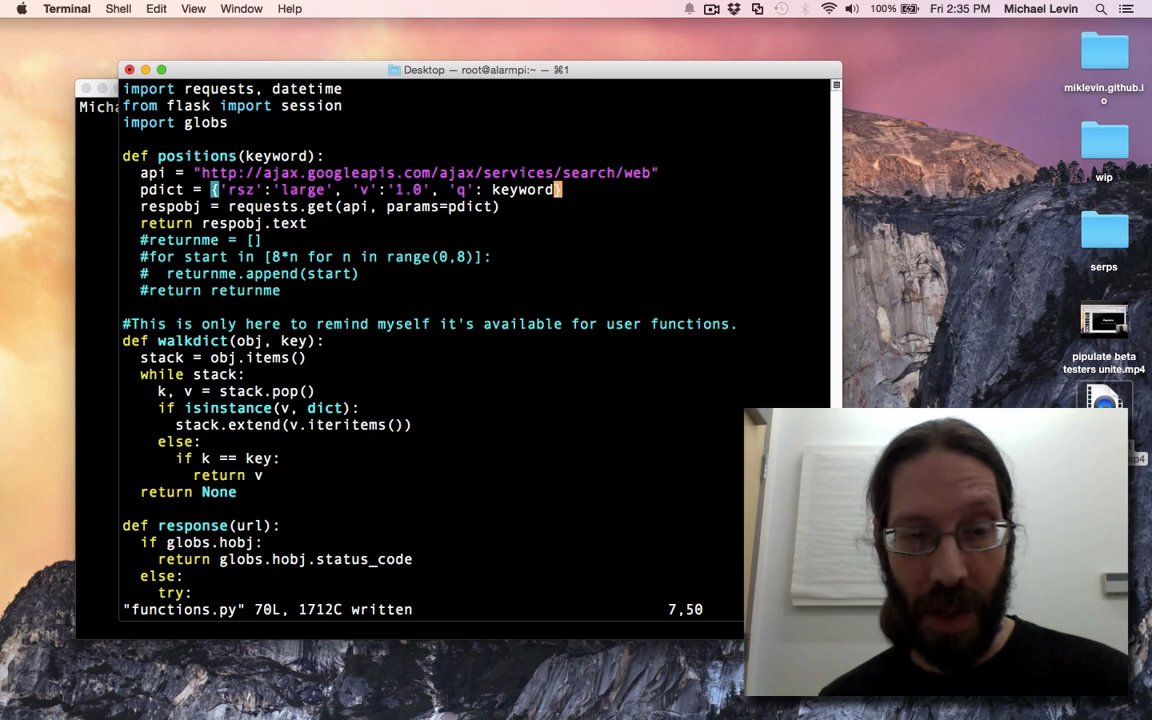 Terminal Shell Edit View Window Help 100% Fri 2:35 PM Michael Levin
Desktop — root@alarmpi:~ — ⌘1
Micha
import requests, datetime
from flask import session
import globs
def positions(keyword):
api = "http://ajax.googleapis.com/ajax/services/search/web"
pdict = {'rsz':'large', 'v':'1.0', 'q': keyword}
respobj = requests.get(api, params=pdict)
return respobj.text
#returnme = []
#for start in [8*n for n in range(0,8)]:
# returnme.append(start)
#return returnme
#This is only here to remind myself it's available for user functions.
def walkdict(obj, key):
stack = obj.items()
while stack:
k, v = stack.pop()
if isinstance(v, dict):
stack.extend(v.iteritems())
else:
if k == key:
return v
return None
def response(url):
if globs.hobj:
return globs.hobj.status_code
else:
try:
"functions.py" 70L, 1712C written 7,50
miklevin.github.i
o
wip
serps
pipulate beta
testers unite.mp4
mp4